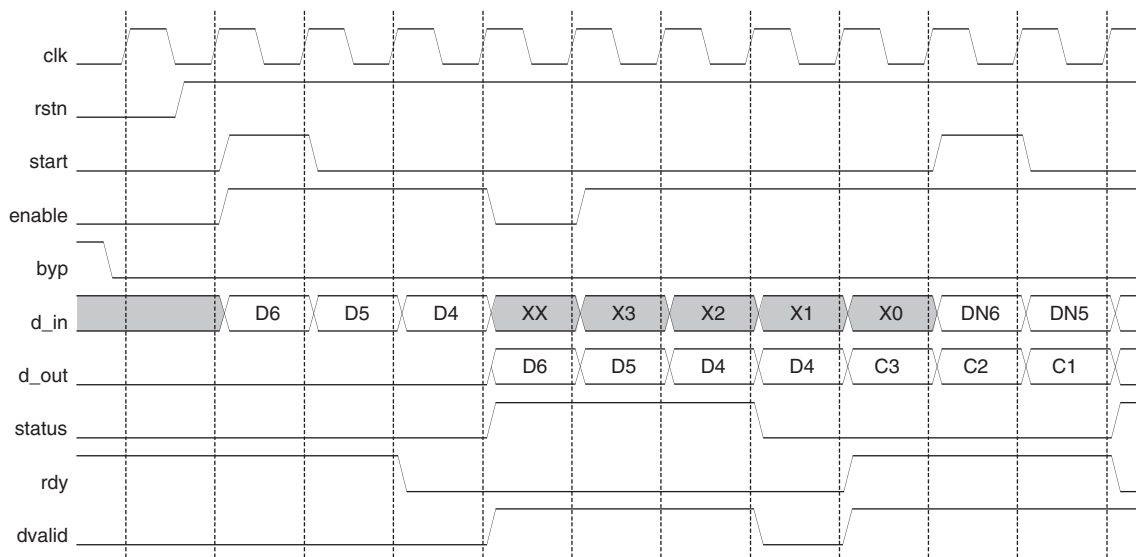 clk
rstn
start
enable
byp
d_in D6 D5 D4 XX X3 X2 X1 X0 DN6 DN5
d_out D6 D5 D4 D4 C3 C2 C1
status
rdy
dvalid